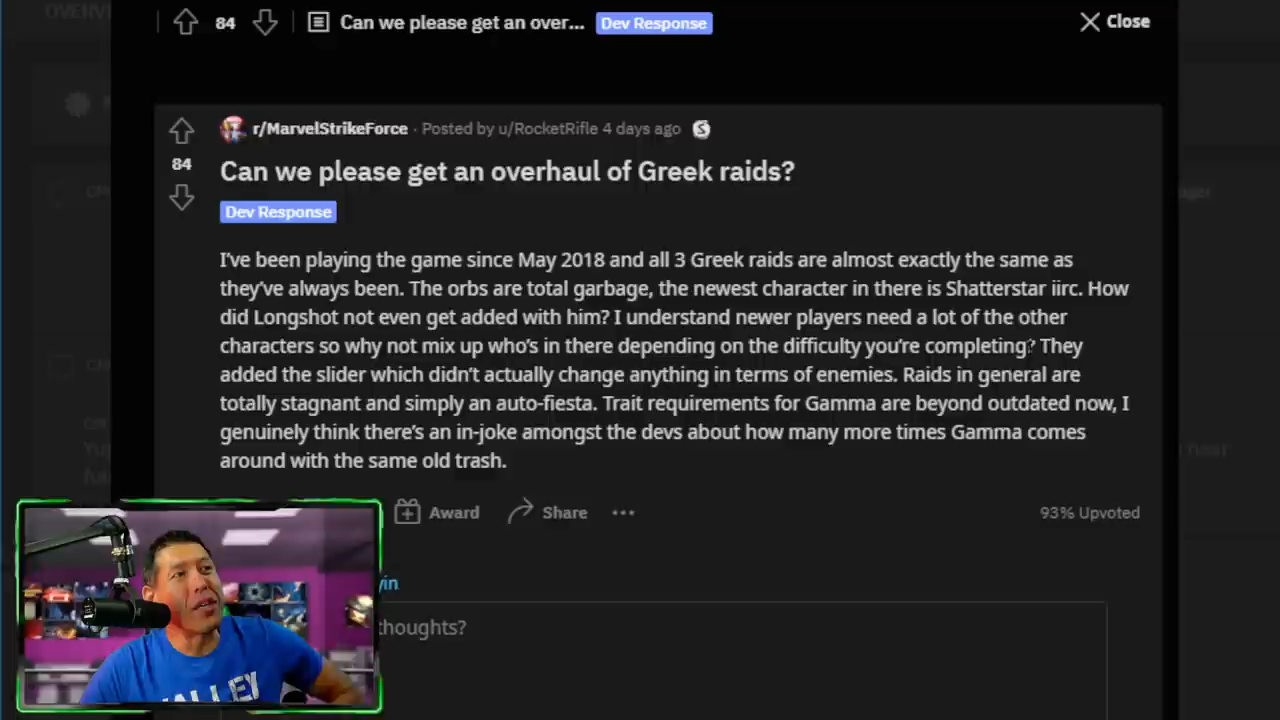 OVERV
84
Can we please get an over...
Dev Response
Close
r/MarvelStrikeForce · Posted by u/RocketRifle 4 days ago
84
Can we please get an overhaul of Greek raids?
Dev Response
I've been playing the game since May 2018 and all 3 Greek raids are almost exactly the same as
they've always been. The orbs are total garbage, the newest character in there is Shatterstar iirc. How
did Longshot not even get added with him? I understand newer players need a lot of the other
characters so why not mix up who's in there depending on the difficulty you're completing? They
added the slider which didn't actually change anything in terms of enemies. Raids in general are
totally stagnant and simply an auto-fiesta. Trait requirements for Gamma are beyond outdated now, I
genuinely think there's an in-joke amongst the devs about how many more times Gamma comes
around with the same old trash.
Award
Share
93% Upvoted
thoughts?
ALLEY